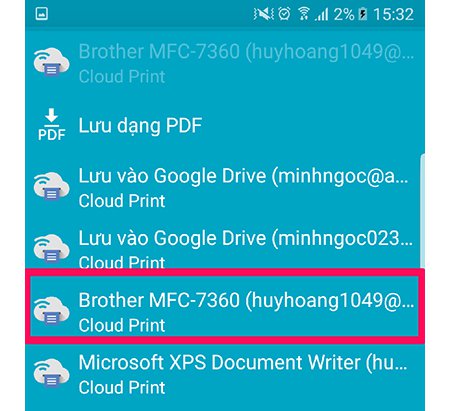 2% 15:32
Brother MFC-7360 (huyhoang1049@...
Cloud Print
PDF
Lưu dạng PDF
Lưu vào Google Drive (minhngoc@a...
Cloud Print
Lưu vào Google Drive (minhngoc023...
Cloud Print
Brother MFC-7360 (huyhoang1049@...
Cloud Print
Microsoft XPS Document Writer (hu...
Cloud Print